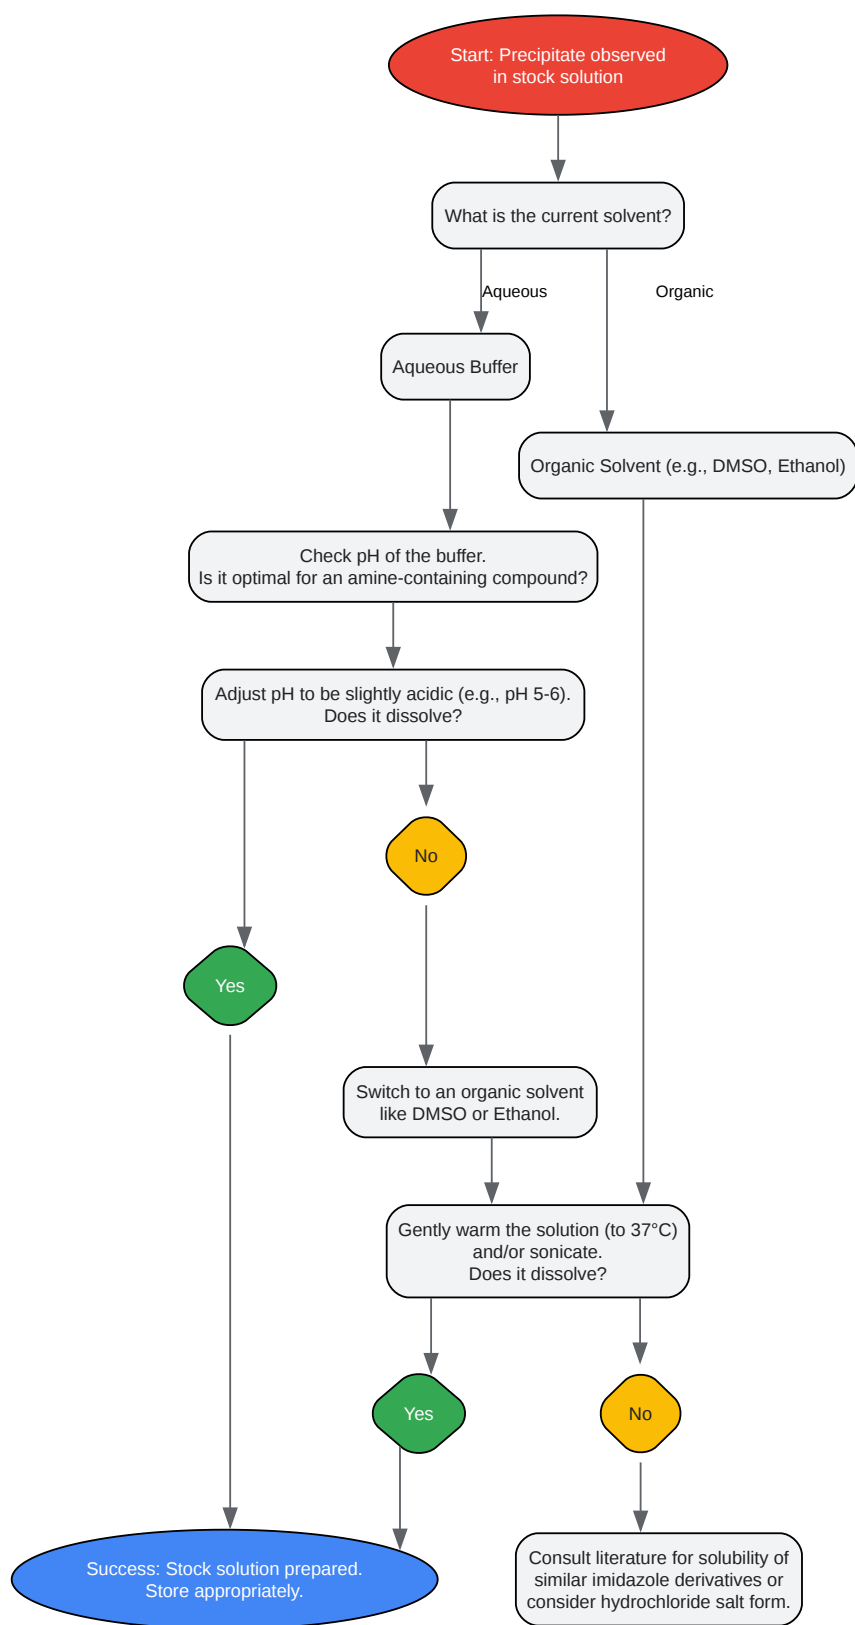 Start: Precipitate observed
in stock solution
What is the current solvent?
Aqueous
Organic
Aqueous Buffer
Organic Solvent (e.g., DMSO, Ethanol)
Check pH of the buffer.
Is it optimal for an amine-containing compound?
Adjust pH to be slightly acidic (e.g., pH 5-6).
Does it dissolve?
No
Yes
Switch to an organic solvent
like DMSO or Ethanol.
Gently warm the solution (to 37°C)
and/or sonicate.
Does it dissolve?
Yes
No
Success: Stock solution prepared.
Store appropriately.
Consult literature for solubility of
similar imidazole derivatives or
consider hydrochloride salt form.